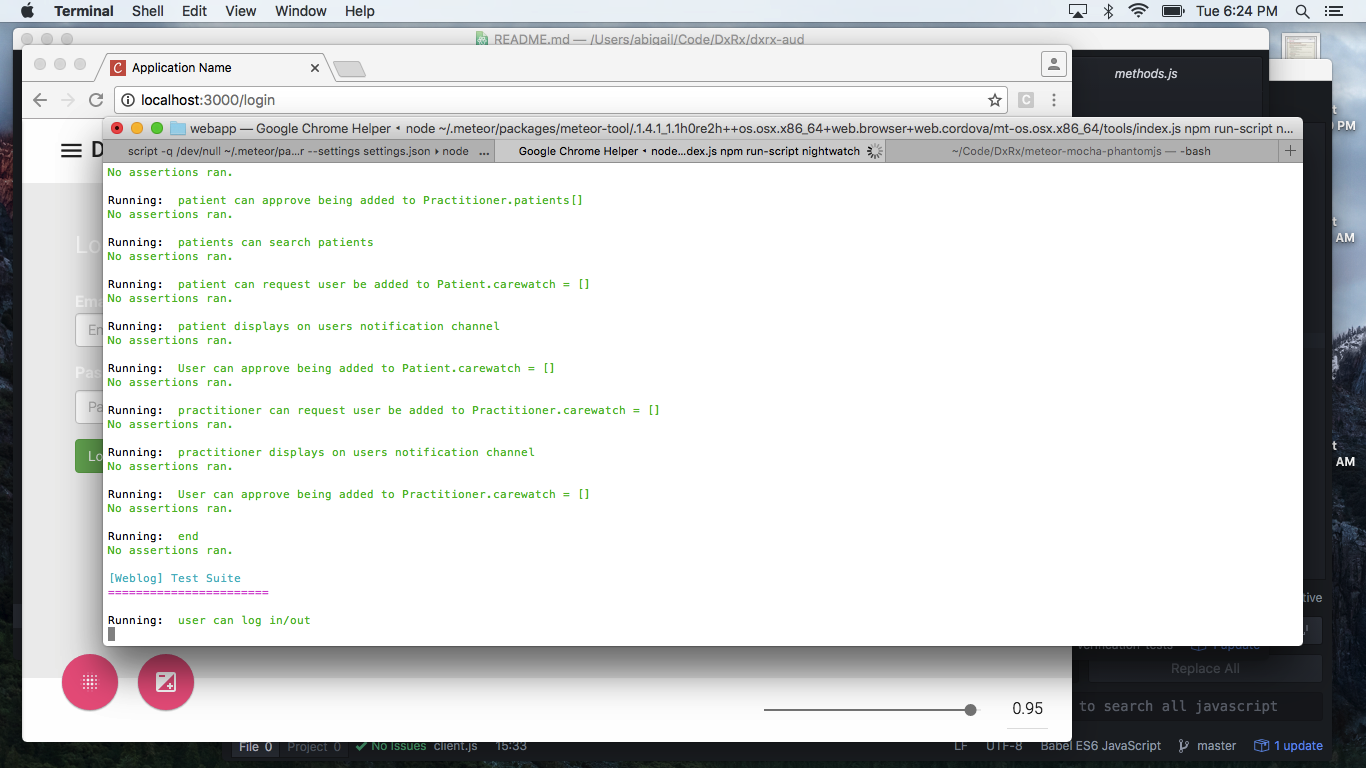 Terminal Shell Edit View Window Help Tue 6:24 PM
README.md — /Users/abigail/Code/DxRx/dxrx-aud
Application Name
methods.js
localhost:3000/login
PM
webapp — Google Chrome Helper ◂ node ~/.meteor/packages/meteor-tool/.1.4.1_1.1h0re2h++os.osx.x86_64+web.browser+web.cordova/mt-os.osx.x86_64/tools/index.js npm run-script n...
script -q /dev/null ~/.meteor/pa...r --settings settings.json ▸ node ...
Google Chrome Helper ◂ node...dex.js npm run-script nightwatch
~/Code/DxRx/meteor-mocha-phantomjs — -bash
No assertions ran.
Running: patient can approve being added to Practitioner.patients[]
No assertions ran.
Running: patients can search patients
No assertions ran.
AM
Running: patient can request user be added to Patient.carewatch = []
No assertions ran.
Running: patient displays on users notification channel
No assertions ran.
Running: User can approve being added to Patient.carewatch = []
No assertions ran.
Running: practitioner can request user be added to Practitioner.carewatch = []
No assertions ran.
Running: practitioner displays on users notification channel
No assertions ran.
AM
Running: User can approve being added to Practitioner.carewatch = []
No assertions ran.
Running: end
No assertions ran.
[Weblog] Test Suite
=======================
Running: user can log in/out
1 update
Replace All
to search all javascript
0.95
File 0 Project 0 No Issues client.js 15:33 LF UTF-8 Babel ES6 JavaScript master 1 update